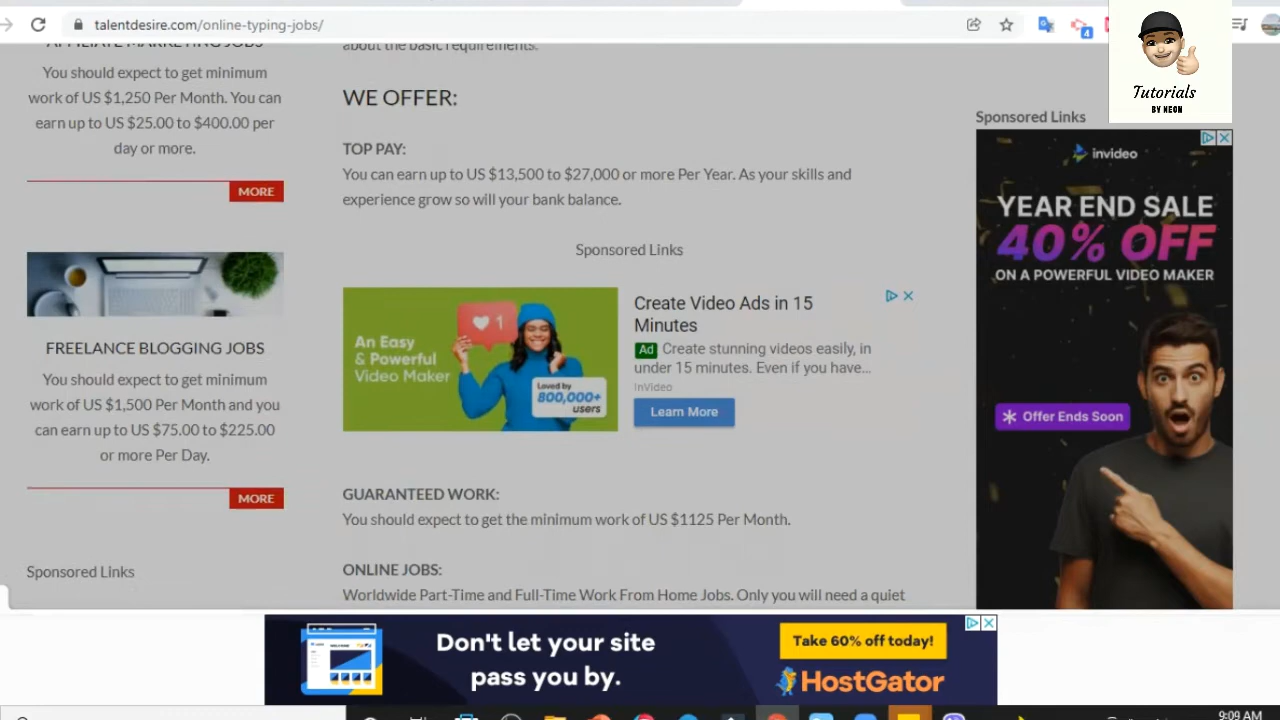 talentdesire.com/online-typing-jobs/
4
Tutorials
BY NEON
AFFILIATE MARKETING JOBS
You should expect to get minimum
work of US $1,250 Per Month. You can
earn up to US $25.00 to $400.00 per
day or more.
MORE
FREELANCE BLOGGING JOBS
You should expect to get minimum
work of US $1,500 Per Month and you
can earn up to US $75.00 to $225.00
or more Per Day.
MORE
Sponsored Links
about the basic requirements.
WE OFFER:
TOP PAY:
You can earn up to US $13,500 to $27,000 or more Per Year. As your skills and
experience grow so will your bank balance.
Sponsored Links
An Easy
& Powerful
Video Maker
1
Loved by
800,000+
users
Create Video Ads in 15
Minutes
Ad Create stunning videos easily, in
under 15 minutes. Even if you have...
InVideo
Learn More
GUARANTEED WORK:
You should expect to get the minimum work of US $1125 Per Month.
ONLINE JOBS:
Worldwide Part-Time and Full-Time Work From Home Jobs. Only you will need a quiet
Sponsored Links
invideo
YEAR END SALE
40% OFF
ON A POWERFUL VIDEO MAKER
Offer Ends Soon
Don't let your site
pass you by.
Take 60% off today!
HostGator
9:09 AM